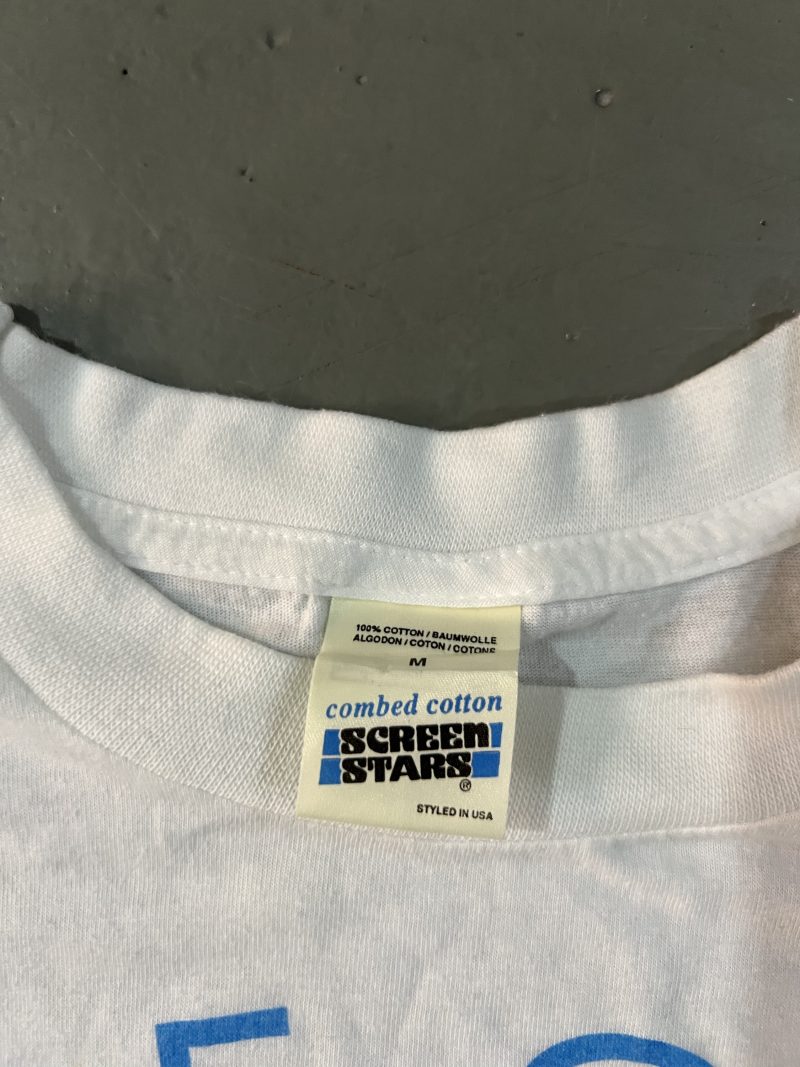 100% COTTON / BAUMWOLLE
ALGODON / COTON / COTONE
M
combed cotton
SCREEN
STARS®
STYLED IN USA